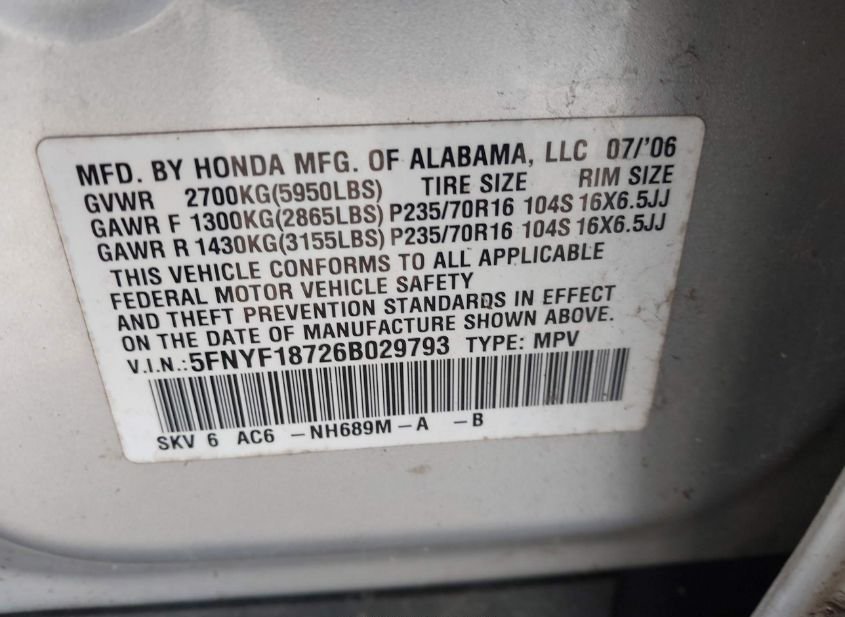 MFD. BY HONDA MFG. OF ALABAMA, LLC 07/'06
GVWR 2700KG(5950LBS) TIRE SIZE RIM SIZE
GAWR F 1300KG(2865LBS) P235/70R16 104S 16X6.5JJ
GAWR R 1430KG(3155LBS) P235/70R16 104S 16X6.5JJ
THIS VEHICLE CONFORMS TO ALL APPLICABLE
FEDERAL MOTOR VEHICLE SAFETY
AND THEFT PREVENTION STANDARDS IN EFFECT
ON THE DATE OF MANUFACTURE SHOWN ABOVE.
V.I.N.:5FNYF18726B029793 TYPE: MPV
SKV 6 AC6 -NH689M-A -B